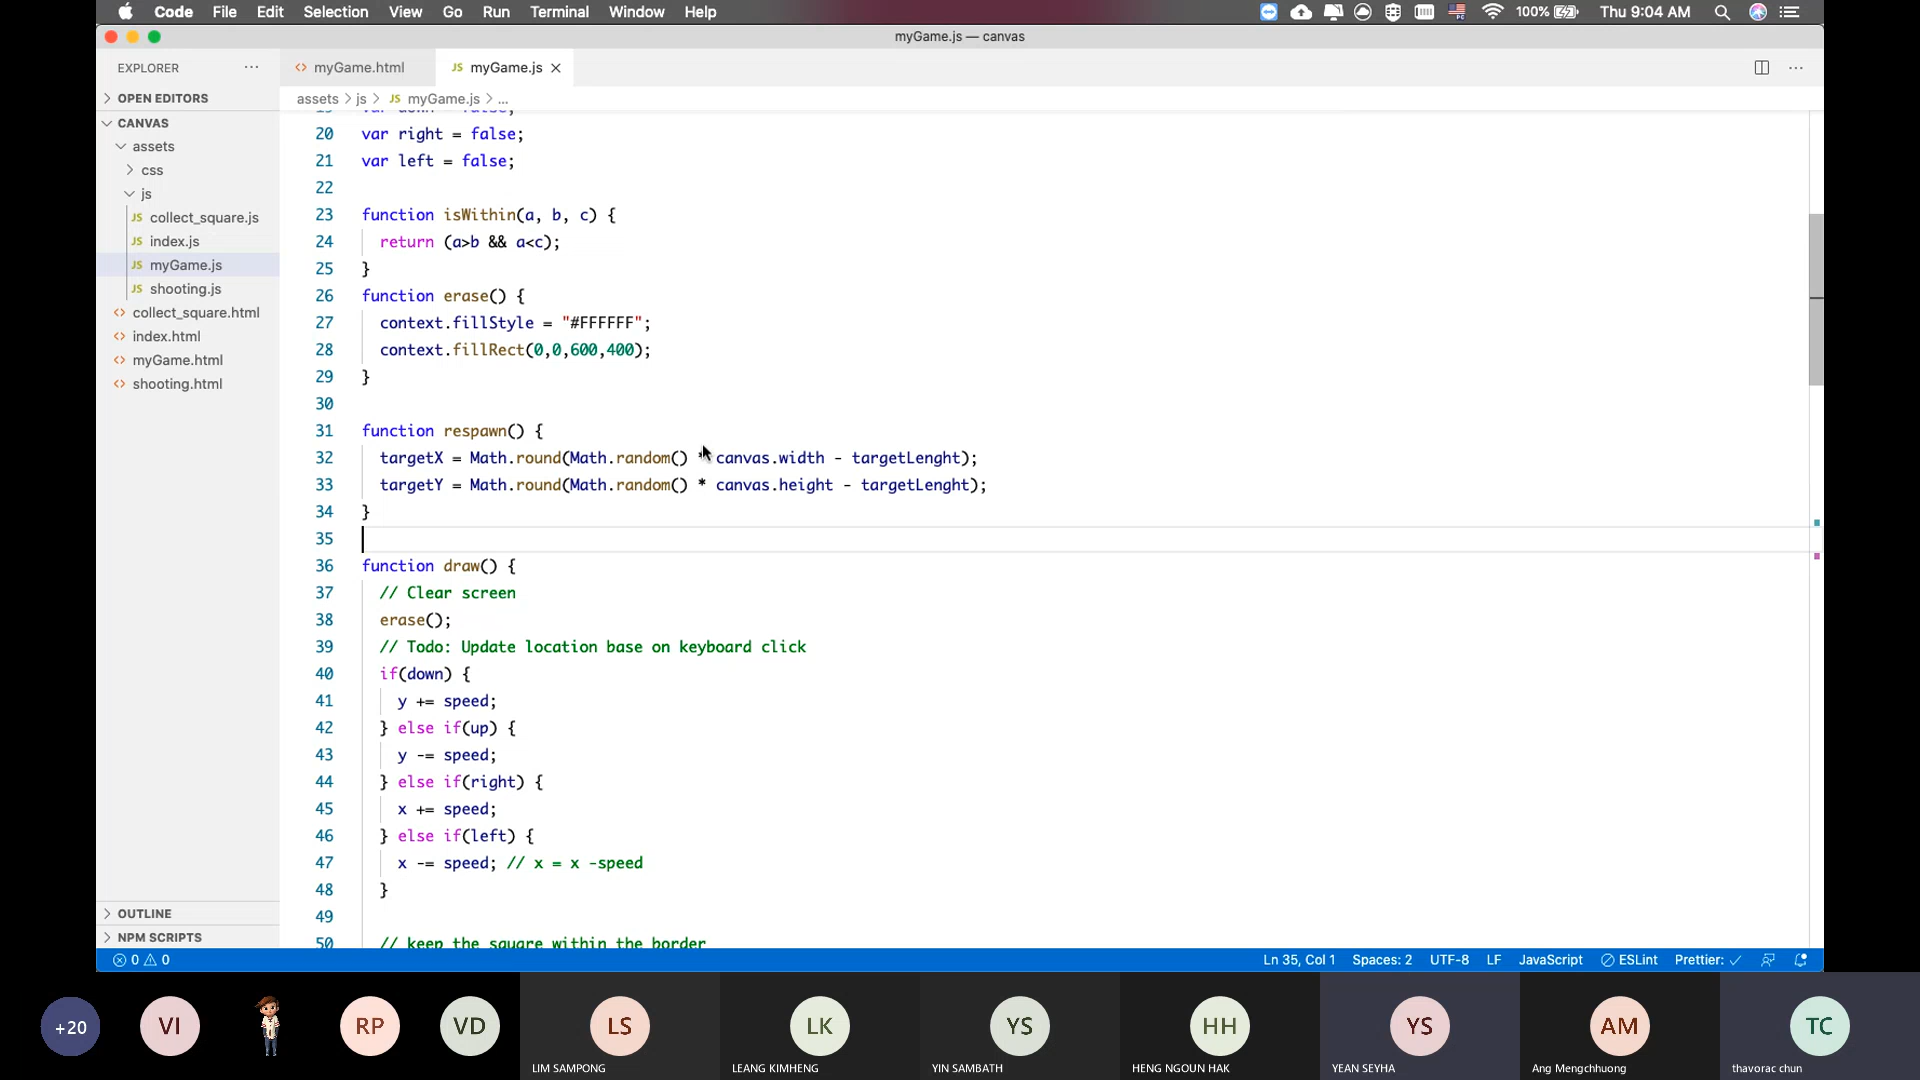 Code File Edit Selection View Go Run Terminal Window Help 100% Thu 9:04 AM
myGame.js — canvas
EXPLORER ··· myGame.html JS myGame.js
OPEN EDITORS
assets > js > JS myGame.js > ...
CANVAS
assets
css
js
JS collect_square.js
JS index.js
JS myGame.js
JS shooting.js
collect_square.html
index.html
myGame.html
shooting.html
OUTLINE
NPM SCRIPTS
19 var down = false;
20 var right = false;
21 var left = false;
22
23 function isWithin(a, b, c) {
24 return (a>b && a<c);
25 }
26 function erase() {
27 context.fillStyle = "#FFFFFF";
28 context.fillRect(0,0,600,400);
29 }
30
31 function respawn() {
32 targetX = Math.round(Math.random() * canvas.width - targetLenght);
33 targetY = Math.round(Math.random() * canvas.height - targetLenght);
34 }
35
36 function draw() {
37 // Clear screen
38 erase();
39 // Todo: Update location base on keyboard click
40 if(down) {
41 y += speed;
42 } else if(up) {
43 y -= speed;
44 } else if(right) {
45 x += speed;
46 } else if(left) {
47 x -= speed; // x = x -speed
48 }
49
50 // keep the square within the border
0 0 Ln 35, Col 1 Spaces: 2 UTF-8 LF JavaScript ESLint Prettier: ✓
+20 VI RP VD LS LK YS HH YS AM TC
LIM SAMPONG LEANG KIMHENG YIN SAMBATH HENG NGOUN HAK YEAN SEYHA Ang Mengchhuong thavorac chun